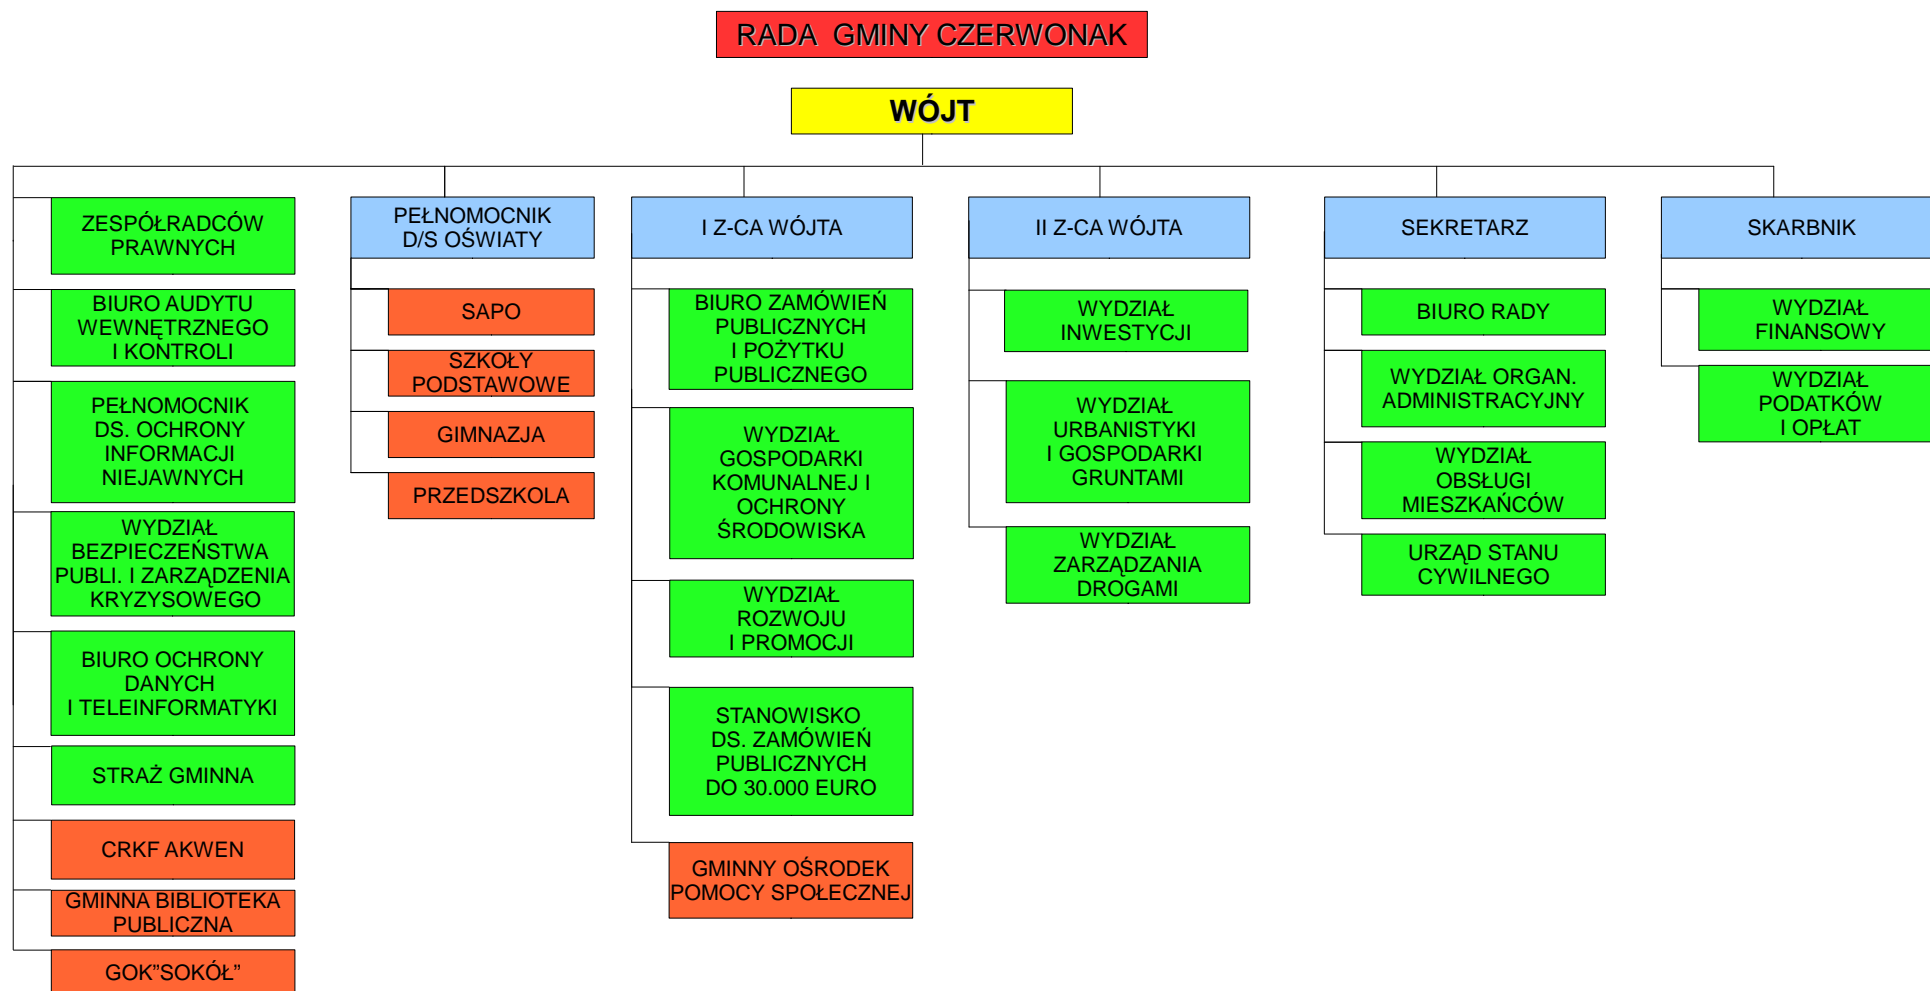 RADA GMINY CZERWONAK
WÓJT
ZESPÓŁRADCÓW
PRAWNYCH
BIURO AUDYTU
WEWNĘTRZNEGO
I KONTROLI
PEŁNOMOCNIK
DS. OCHRONY
INFORMACJI
NIEJAWNYCH
WYDZIAŁ
BEZPIECZEŃSTWA
PUBLI. I ZARZĄDZENIA
KRYZYSOWEGO
BIURO OCHRONY
DANYCH
I TELEINFORMATYKI
STRAŻ GMINNA
CRKF AKWEN
GMINNA BIBLIOTEKA
PUBLICZNA
GOK”SOKÓŁ”
PEŁNOMOCNIK
D/S OŚWIATY
SAPO
SZKOŁY
PODSTAWOWE
GIMNAZJA
PRZEDSZKOLA
I Z-CA WÓJTA
BIURO ZAMÓWIEŃ
PUBLICZNYCH
I POŻYTKU
PUBLICZNEGO
WYDZIAŁ
GOSPODARKI
KOMUNALNEJ I
OCHRONY
ŚRODOWISKA
WYDZIAŁ
ROZWOJU
I PROMOCJI
STANOWISKO
DS. ZAMÓWIEŃ
PUBLICZNYCH
DO 30.000 EURO
GMINNY OŚRODEK
POMOCY SPOŁECZNEJ
II Z-CA WÓJTA
WYDZIAŁ
INWESTYCJI
WYDZIAŁ
URBANISTYKI
I GOSPODARKI
GRUNTAMI
WYDZIAŁ
ZARZĄDZANIA
DROGAMI
SEKRETARZ
BIURO RADY
WYDZIAŁ ORGAN.
ADMINISTRACYJNY
WYDZIAŁ
OBSŁUGI
MIESZKAŃCÓW
URZĄD STANU
CYWILNEGO
SKARBNIK
WYDZIAŁ
FINANSOWY
WYDZIAŁ
PODATKÓW
I OPŁAT